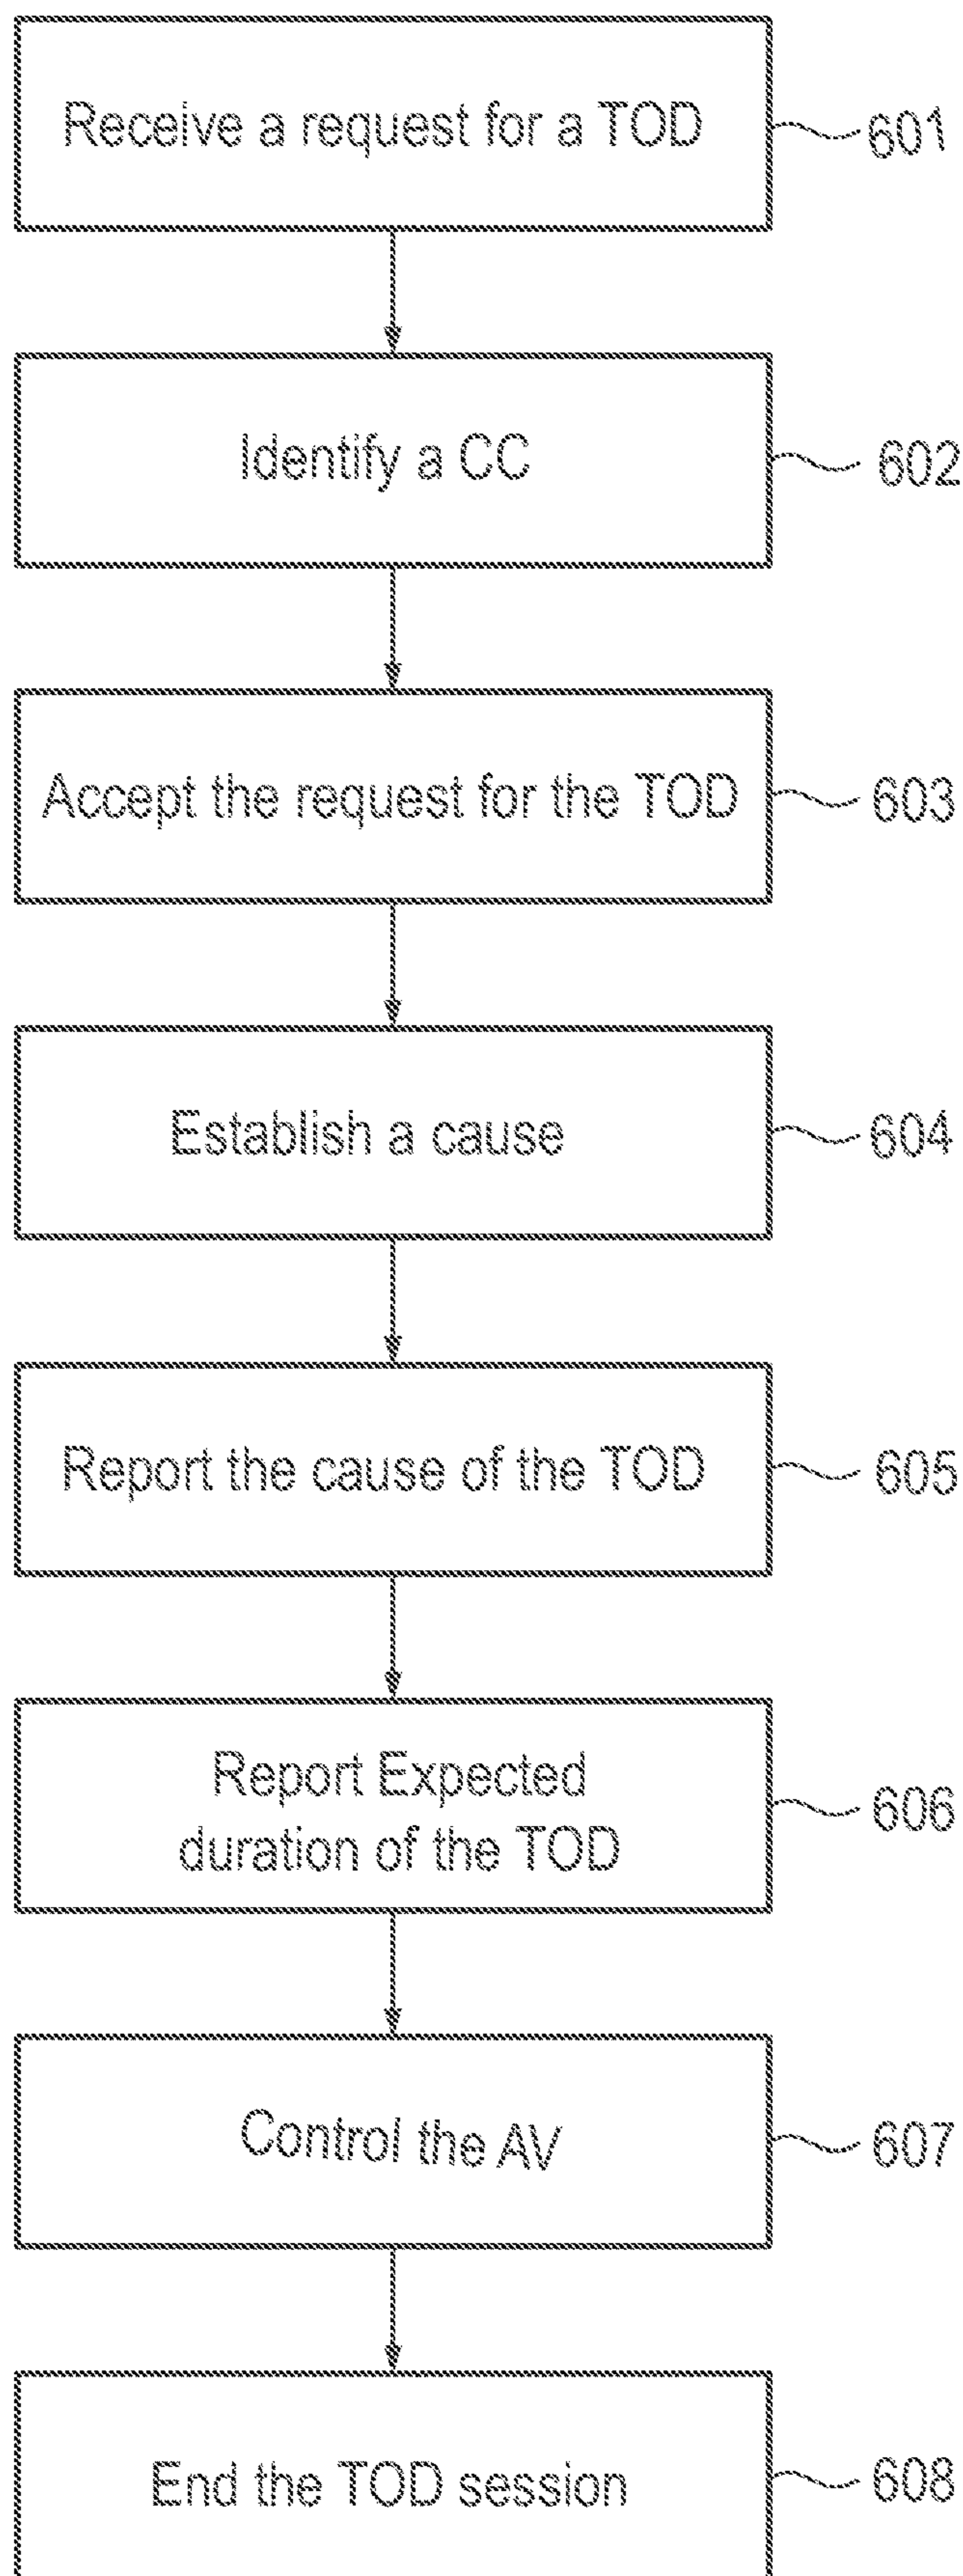 Receive a request for a TOD
601
Identify a CC
602
Accept the request for the TOD
603
Establish a cause
604
Report the cause of the TOD
605
Report Expected
duration of the TOD
606
Control the AV
607
End the TOD session
608